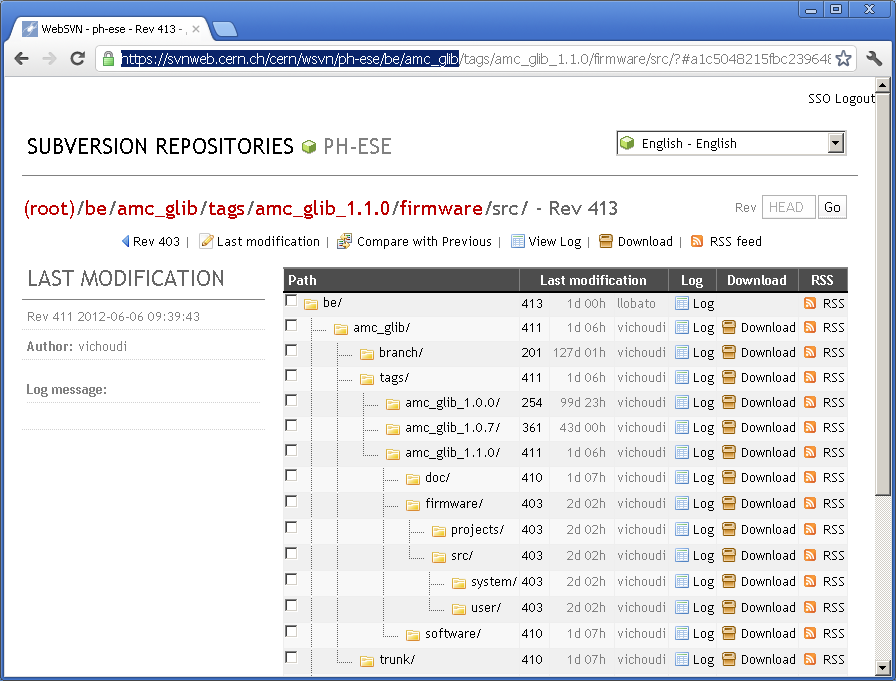 WebSVN - ph-ese - Rev 413 -
https://svnweb.cern.ch/cern/wsvn/ph-ese/be/amc_glib/tags/amc_glib_1.1.0/firmware/src/?#a1c5048215fbc239648
SSO Logout
SUBVERSION REPOSITORIES PH-ESE
English - English
(root)/be/amc_glib/tags/amc_glib_1.1.0/firmware/src/ - Rev 413
Rev HEAD Go
Rev 403 | Last modification | Compare with Previous | View Log | Download | RSS feed
LAST MODIFICATION
Rev 411 2012-06-06 09:39:43
Author: vichoudi
Log message:
Path Last modification Log Download RSS
be/ 413 1d 00h llobato Log RSS
amc_glib/ 411 1d 06h vichoudi Log Download RSS
branch/ 201 127d 01h vichoudi Log Download RSS
tags/ 411 1d 06h vichoudi Log Download RSS
amc_glib_1.0.0/ 254 99d 23h vichoudi Log Download RSS
amc_glib_1.0.7/ 361 43d 00h vichoudi Log Download RSS
amc_glib_1.1.0/ 411 1d 06h vichoudi Log Download RSS
doc/ 410 1d 07h vichoudi Log Download RSS
firmware/ 403 2d 02h vichoudi Log Download RSS
projects/ 403 2d 02h vichoudi Log Download RSS
src/ 403 2d 02h vichoudi Log Download RSS
system/ 403 2d 02h vichoudi Log Download RSS
user/ 403 2d 02h vichoudi Log Download RSS
software/ 410 1d 07h vichoudi Log Download RSS
trunk/ 410 1d 07h vichoudi Log Download RSS